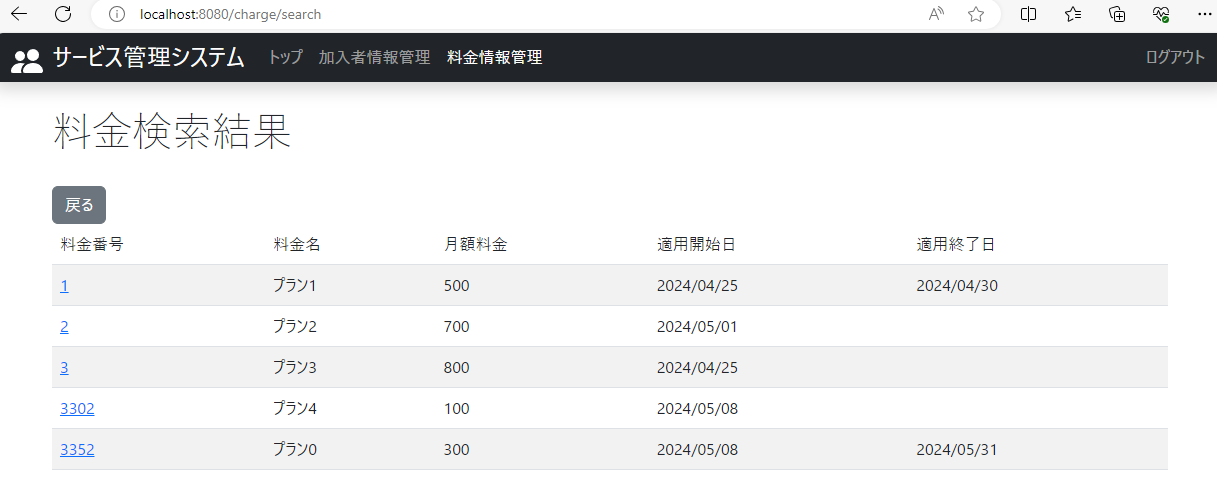 localhost:8080/charge/search
サービス管理システム トップ 加入者情報管理 料金情報管理 ログアウト
料金検索結果
戻る
料金番号 料金名 月額料金 適用開始日 適用終了日
1 プラン1 500 2024/04/25 2024/04/30
2 プラン2 700 2024/05/01
3 プラン3 800 2024/04/25
3302 プラン4 100 2024/05/08
3352 プラン0 300 2024/05/08 2024/05/31